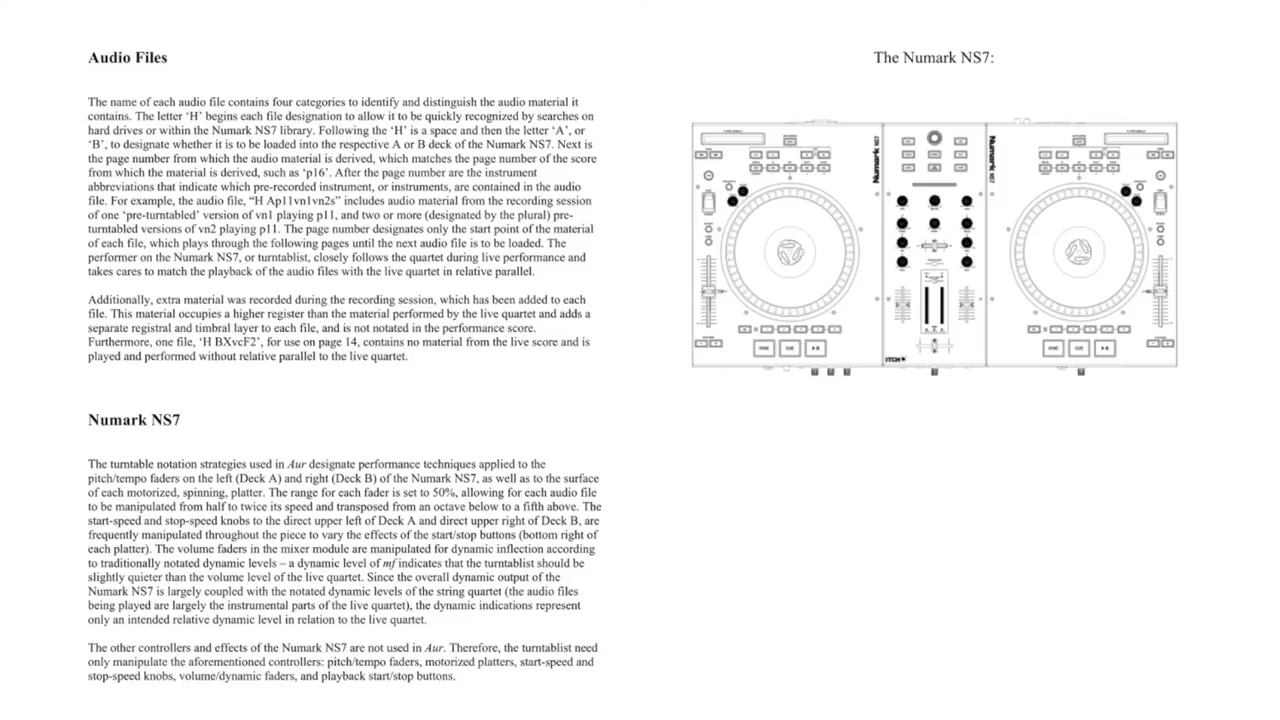 Audio Files
The name of each audio file contains four categories to identify and distinguish the audio material it
contains. The letter ‘H’ begins each file designation to allow it to be quickly recognized by searches on
hard drives or within the Numark NS7 library. Following the ‘H’ is a space and then the letter ‘A’, or
‘B’, to designate whether it is to be loaded into the respective A or B deck of the Numark NS7. Next is
the page number from which the audio material is derived, which matches the page number of the score
from which the material is derived, such as ‘p16’. After the page number are the instrument
abbreviations that indicate which pre-recorded instrument, or instruments, are contained in the audio
file. For example, the audio file, “H Ap11vn1vn2s” includes audio material from the recording session
of one ‘pre-turntabled’ version of vn1 playing p11, and two or more (designated by the plural) pre-
turntabled versions of vn2 playing p11. The page number designates only the start point of the material
of each file, which plays through the following pages until the next audio file is to be loaded. The
performer on the Numark NS7, or turntablist, closely follows the quartet during live performance and
takes cares to match the playback of the audio files with the live quartet in relative parallel.
Additionally, extra material was recorded during the recording session, which has been added to each
file. This material occupies a higher register than the material performed by the live quartet and adds a
separate registral and timbral layer to each file, and is not notated in the performance score.
Furthermore, one file, ‘H BXvcF2’, for use on page 14, contains no material from the live score and is
played and performed without relative parallel to the live quartet.
Numark NS7
The turntable notation strategies used in Aur designate performance techniques applied to the
pitch/tempo faders on the left (Deck A) and right (Deck B) of the Numark NS7, as well as to the surface
of each motorized, spinning, platter. The range for each fader is set to 50%, allowing for each audio file
to be manipulated from half to twice its speed and transposed from an octave below to a fifth above. The
start-speed and stop-speed knobs to the direct upper left of Deck A and direct upper right of Deck B, are
frequently manipulated throughout the piece to vary the effects of the start/stop buttons (bottom right of
each platter). The volume faders in the mixer module are manipulated for dynamic inflection according
to traditionally notated dynamic levels – a dynamic level of mf indicates that the turntablist should be
slightly quieter than the volume level of the live quartet. Since the overall dynamic output of the
Numark NS7 is largely coupled with the notated dynamic levels of the string quartet (the audio files
being played are largely the instrumental parts of the live quartet), the dynamic indications represent
only an intended relative dynamic level in relation to the live quartet.
The other controllers and effects of the Numark NS7 are not used in Aur. Therefore, the turntablist need
only manipulate the aforementioned controllers: pitch/tempo faders, motorized platters, start-speed and
stop-speed knobs, volume/dynamic faders, and playback start/stop buttons.
The Numark NS7:
Numark NS7
Numark NS7
SYNC CUE
SYNC CUE
ITCH